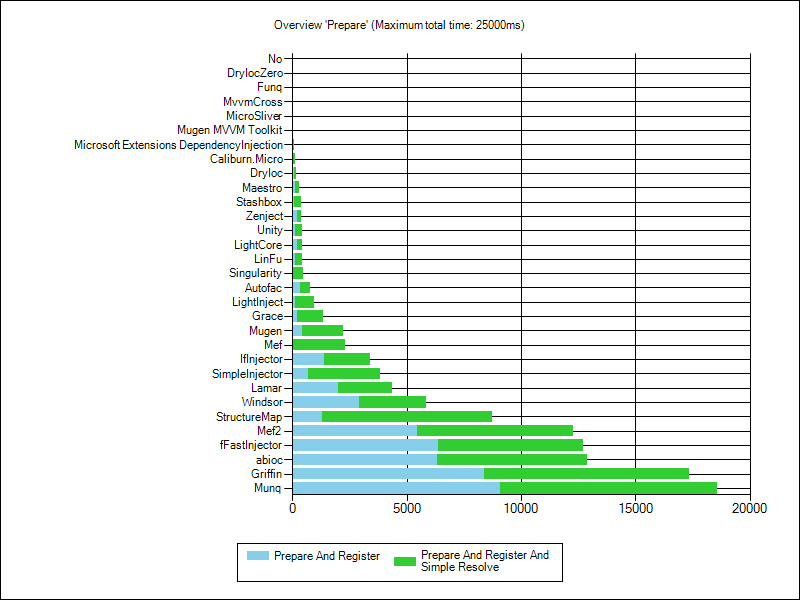 Overview 'Prepare' (Maximum total time: 25000ms)
No
DryIocZero
Funq
MvvmCross
MicroSliver
Mugen MVVM Toolkit
Microsoft Extensions DependencyInjection
Caliburn.Micro
DryIoc
Maestro
Stashbox
Zenject
Unity
LightCore
LinFu
Singularity
Autofac
LightInject
Grace
Mugen
Mef
IfInjector
SimpleInjector
Lamar
Windsor
StructureMap
Mef2
fFastInjector
abioc
Griffin
Munq
0 5000 10000 15000 20000
Prepare And Register
Prepare And Register And
Simple Resolve